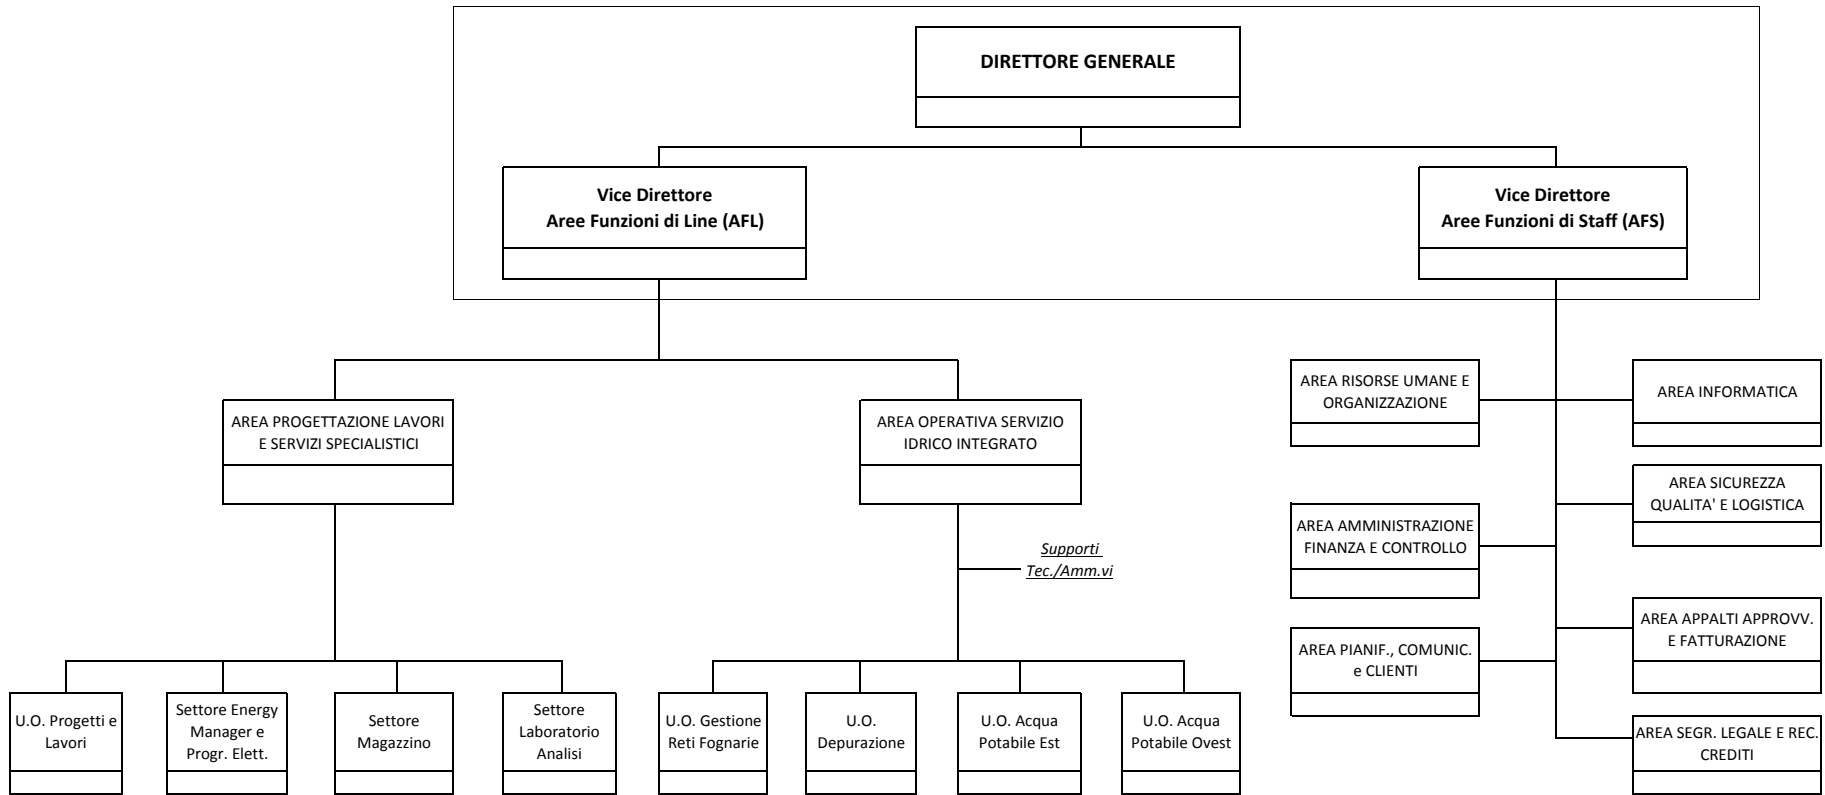 DIRETTORE GENERALE
Vice Direttore
Aree Funzioni di Line (AFL)
Vice Direttore
Aree Funzioni di Staff (AFS)
AREA PROGETTAZIONE LAVORI
E SERVIZI SPECIALISTICI
AREA OPERATIVA SERVIZIO
IDRICO INTEGRATO
AREA RISORSE UMANE E
ORGANIZZAZIONE
AREA INFORMATICA
AREA SICUREZZA
QUALITA' E LOGISTICA
AREA AMMINISTRAZIONE
FINANZA E CONTROLLO
Supporti
Tec./Amm.vi
AREA APPALTI APPROVV.
E FATTURAZIONE
AREA PIANIF., COMUNIC.
e CLIENTI
AREA SEGR. LEGALE E REC.
CREDITI
U.O. Progetti e
Lavori
Settore Energy
Manager e
Progr. Elett.
Settore
Magazzino
Settore
Laboratorio
Analisi
U.O. Gestione
Reti Fognarie
U.O.
Depurazione
U.O. Acqua
Potabile Est
U.O. Acqua
Potabile Ovest